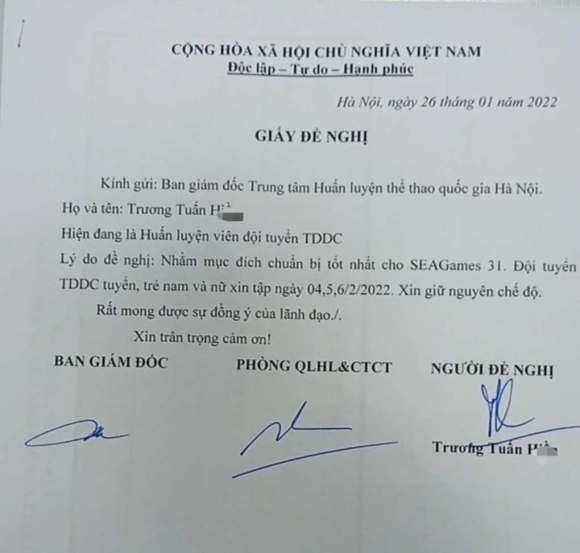 CỘNG HÒA XÃ HỘI CHỦ NGHĨA VIỆT NAM
Độc lập – Tự do – Hạnh phúc
Hà Nội, ngày 26 tháng 01 năm 2022
GIẤY ĐỀ NGHỊ
Kính gửi: Ban giám đốc Trung tâm Huấn luyện thể thao quốc gia Hà Nội.
Họ và tên: Trương Tuấn
Hiện đang là Huấn luyện viên đội tuyển TDDC
Lý do đề nghị: Nhằm mục đích chuẩn bị tốt nhất cho SEAGames 31. Đội tuyển
TDDC tuyển, trẻ nam và nữ xin tập ngày 04,5,6/2/2022. Xin giữ nguyên chế độ.
Rất mong được sự đồng ý của lãnh đạo./.
Xin trân trọng cảm ơn!
BAN GIÁM ĐỐC PHÒNG QLHL&CTCT NGƯỜI ĐỀ NGHỊ
Trương Tuấn